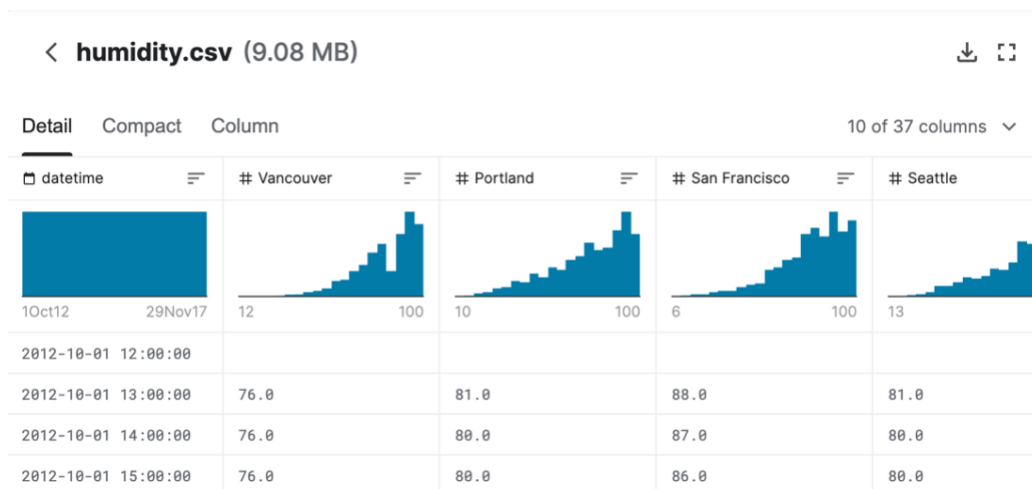 humidity.csv (9.08 MB)
Detail Compact Column 10 of 37 columns
datetime # Vancouver # Portland # San Francisco # Seattle
1Oct12 29Nov17 12 100 10 100 6 100 13
2012-10-01 12:00:00
2012-10-01 13:00:00 76.0 81.0 88.0 81.0
2012-10-01 14:00:00 76.0 80.0 87.0 80.0
2012-10-01 15:00:00 76.0 80.0 86.0 80.0